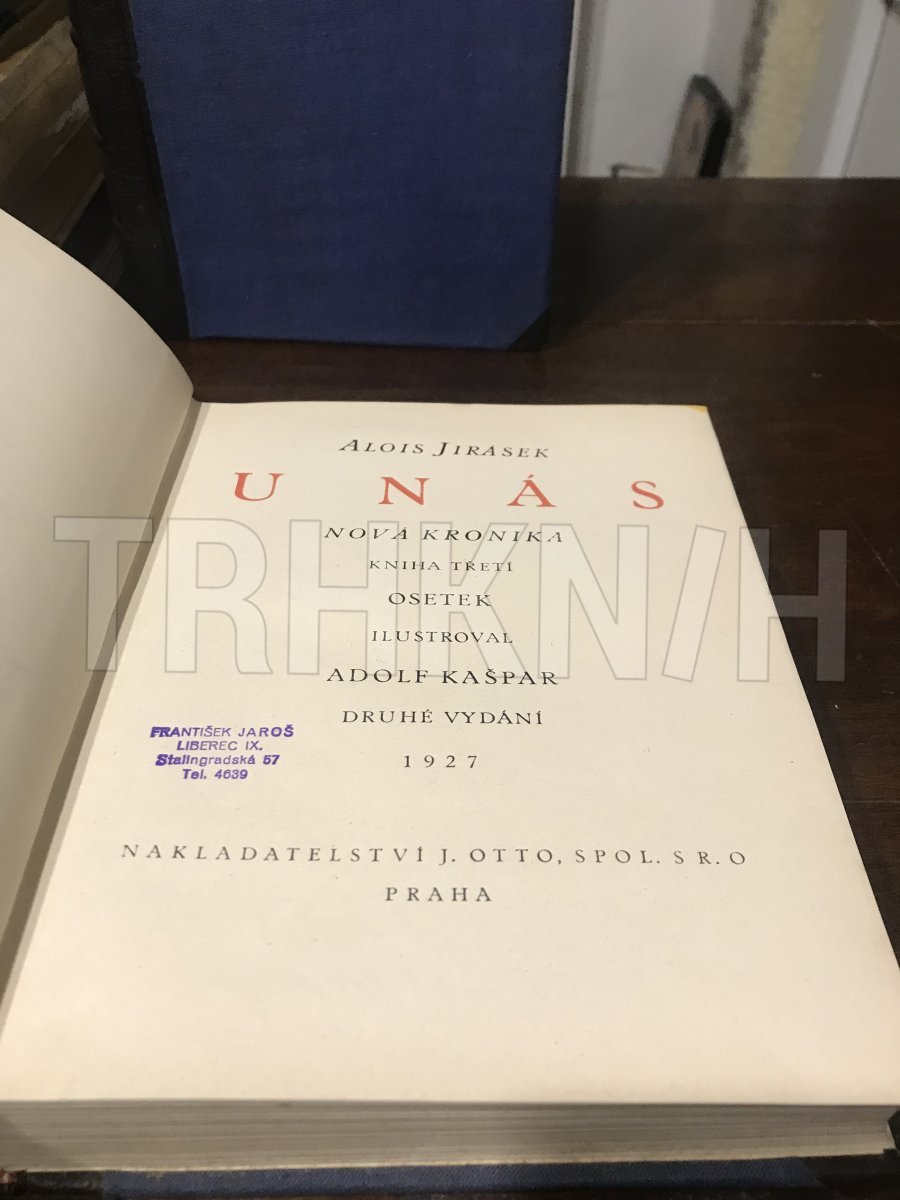 ALOIS JIRÁSEK
U NÁS
NOVÁ KRONIKA
KNIHA TŘETÍ
OSETEK
ILUSTROVAL
ADOLF KAŠPAR
DRUHÉ VYDÁNÍ
1927
FRANTIŠEK JAROŠ
LIBEREC IX.
Stalingradská 57
Tel. 4639
NAKLADATELSTVÍ J. OTTO, SPOL. S R. O
PRAHA
TRHKNIH